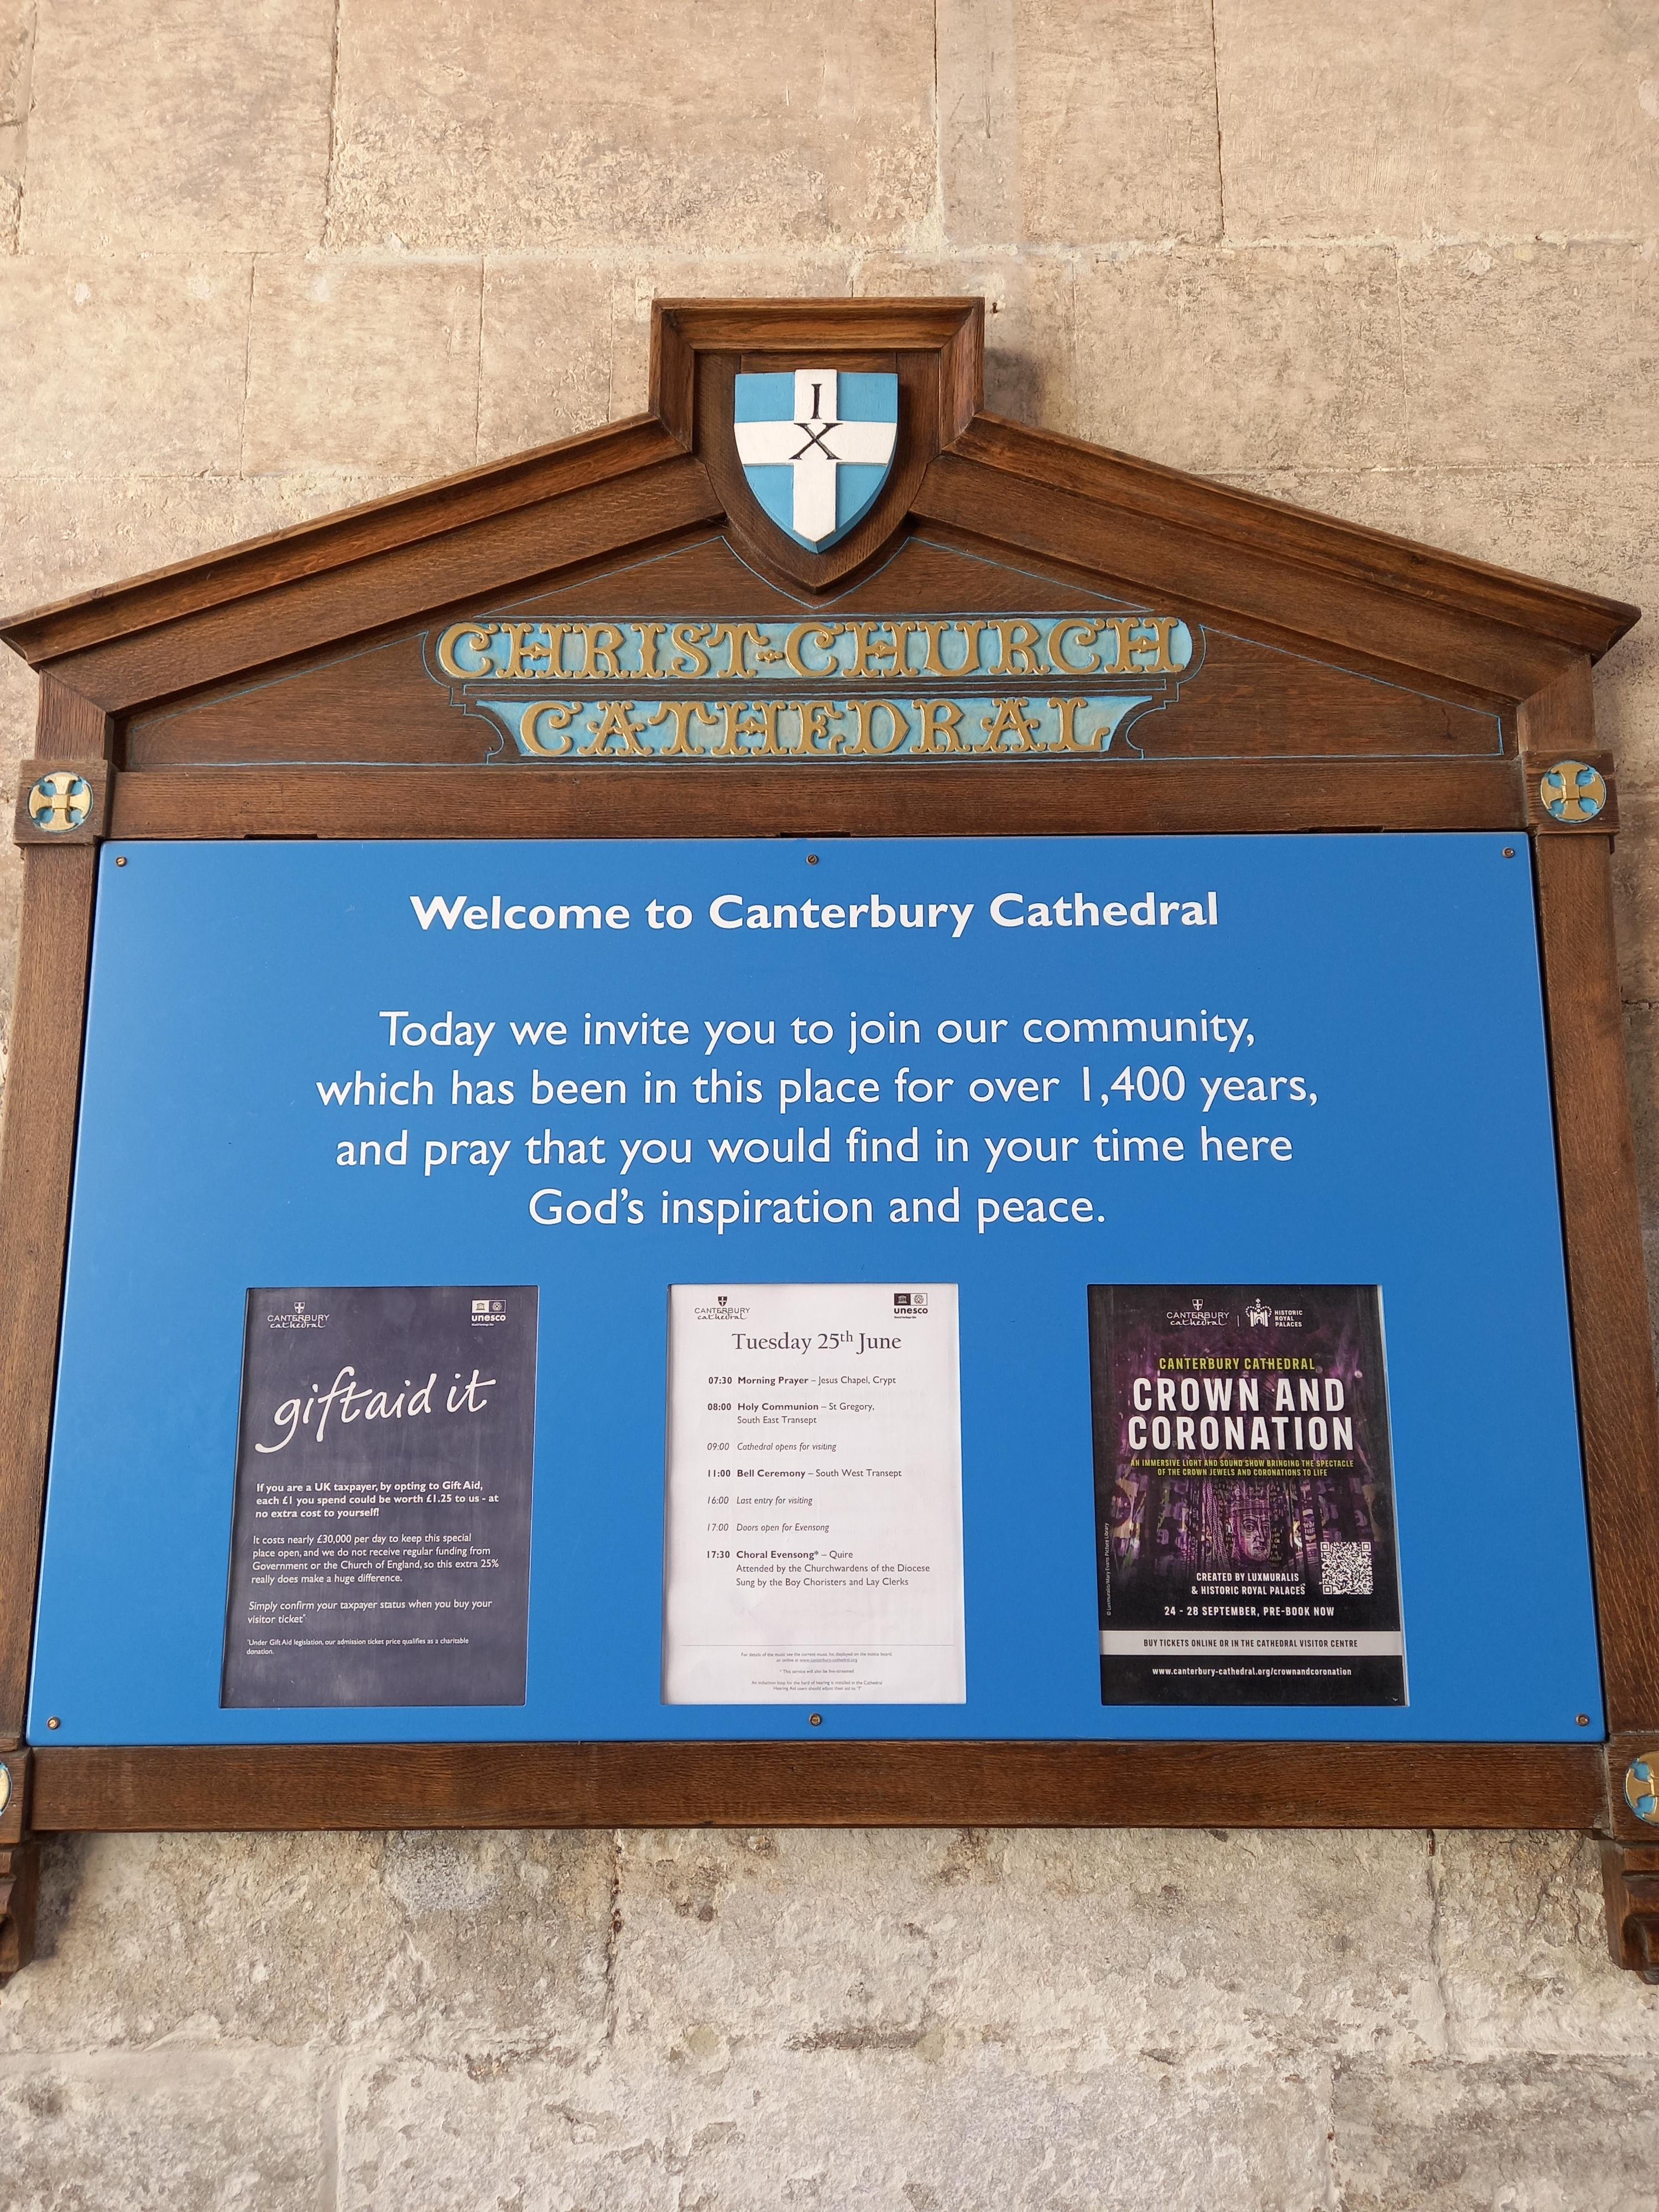 I
X
CHRIST-CHURCH
CATHEDRAL
Welcome to Canterbury Cathedral
Today we invite you to join our community,
which has been in this place for over 1,400 years,
and pray that you would find in your time here
God's inspiration and peace.
CANTERBURY
cathedral
unesco
giftaid it
If you are a UK taxpayer, by opting to Gift Aid,
each £1 you spend could be worth £1.25 to us - at
no extra cost to yourself!
It costs nearly £30,000 per day to keep this special
place open, and we do not receive regular funding from
Government or the Church of England, so this extra 25%
really does make a huge difference.
Simply confirm your taxpayer status when you buy your
visitor ticket*
*Under Gift Aid legislation, our admission ticket price qualifies as a charitable
donation.
CANTERBURY
cathedral
unesco
Tuesday 25th June
07:30 Morning Prayer – Jesus Chapel, Crypt
08:00 Holy Communion – St Gregory,
South East Transept
09:00 Cathedral opens for visiting
11:00 Bell Ceremony – South West Transept
16:00 Last entry for visiting
17:00 Doors open for Evensong
17:30 Choral Evensong* – Quire
Attended by the Churchwardens of the Diocese
Sung by the Boy Choristers and Lay Clerks
* This service will also be live-streamed
CANTERBURY
cathedral
HISTORIC
ROYAL
PALACES
CANTERBURY CATHEDRAL
CROWN AND
CORONATION
AN IMMERSIVE LIGHT AND SOUND SHOW BRINGING THE SPECTACLE
OF THE CROWN JEWELS AND CORONATIONS TO LIFE
CREATED BY LUXMURALIS
& HISTORIC ROYAL PALACES
24 - 28 SEPTEMBER, PRE-BOOK NOW
BUY TICKETS ONLINE OR IN THE CATHEDRAL VISITOR CENTRE
www.canterbury-cathedral.org/crownandcoronation